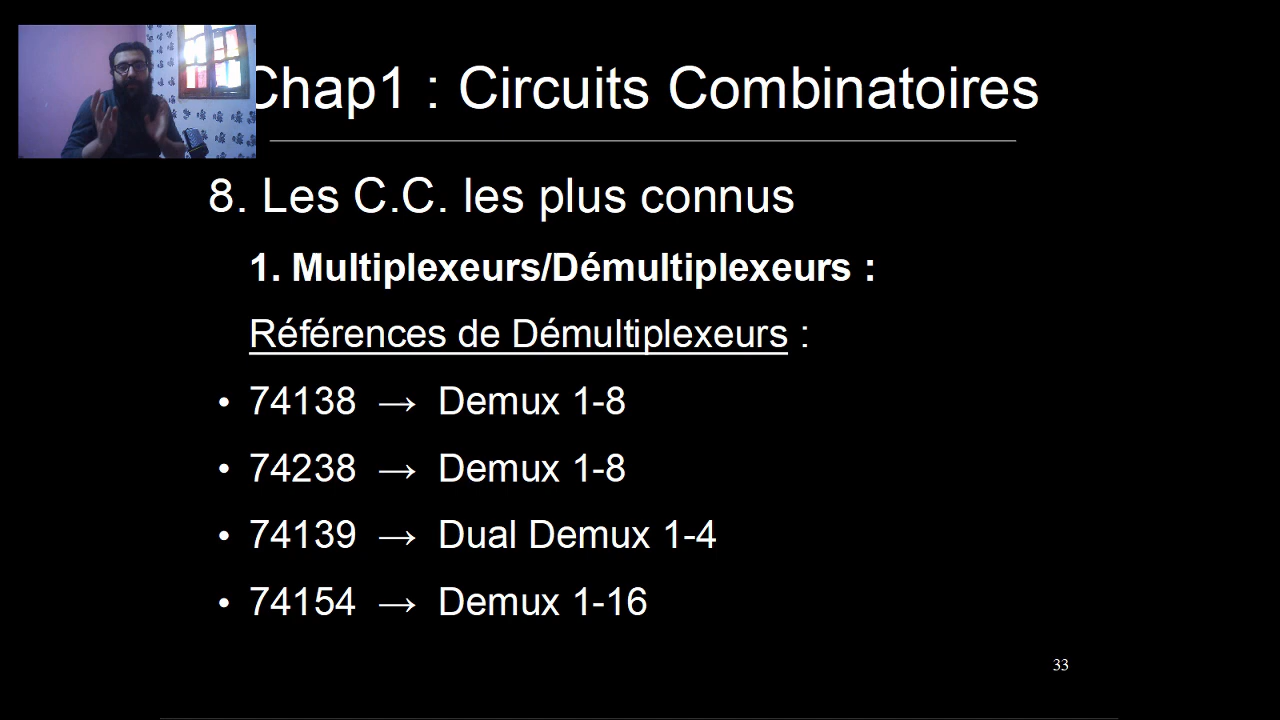 Chap1 : Circuits Combinatoires
8. Les C.C. les plus connus
1. Multiplexeurs/Démultiplexeurs :
Références de Démultiplexeurs :
• 74138 → Demux 1-8
• 74238 → Demux 1-8
• 74139 → Dual Demux 1-4
• 74154 → Demux 1-16
33